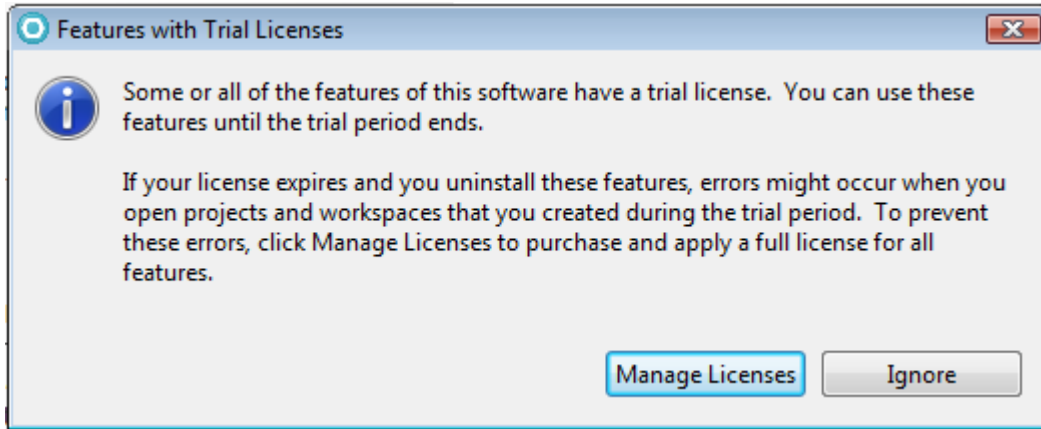 Features with Trial Licenses
Some or all of the features of this software have a trial license.  You can use these
features until the trial period ends.
If your license expires and you uninstall these features, errors might occur when you
open projects and workspaces that you created during the trial period.  To prevent
these errors, click Manage Licenses to purchase and apply a full license for all
features.
Manage Licenses
Ignore